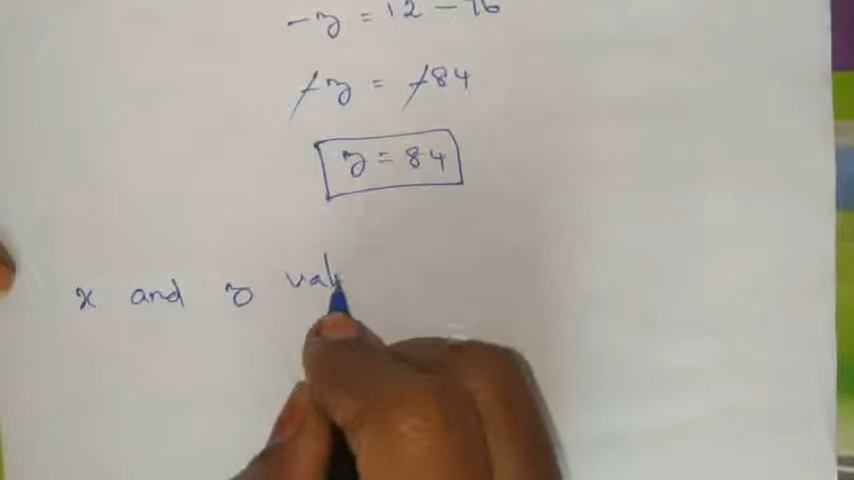 -y = 12 - 96
-y = -84
y = 84
x and y val